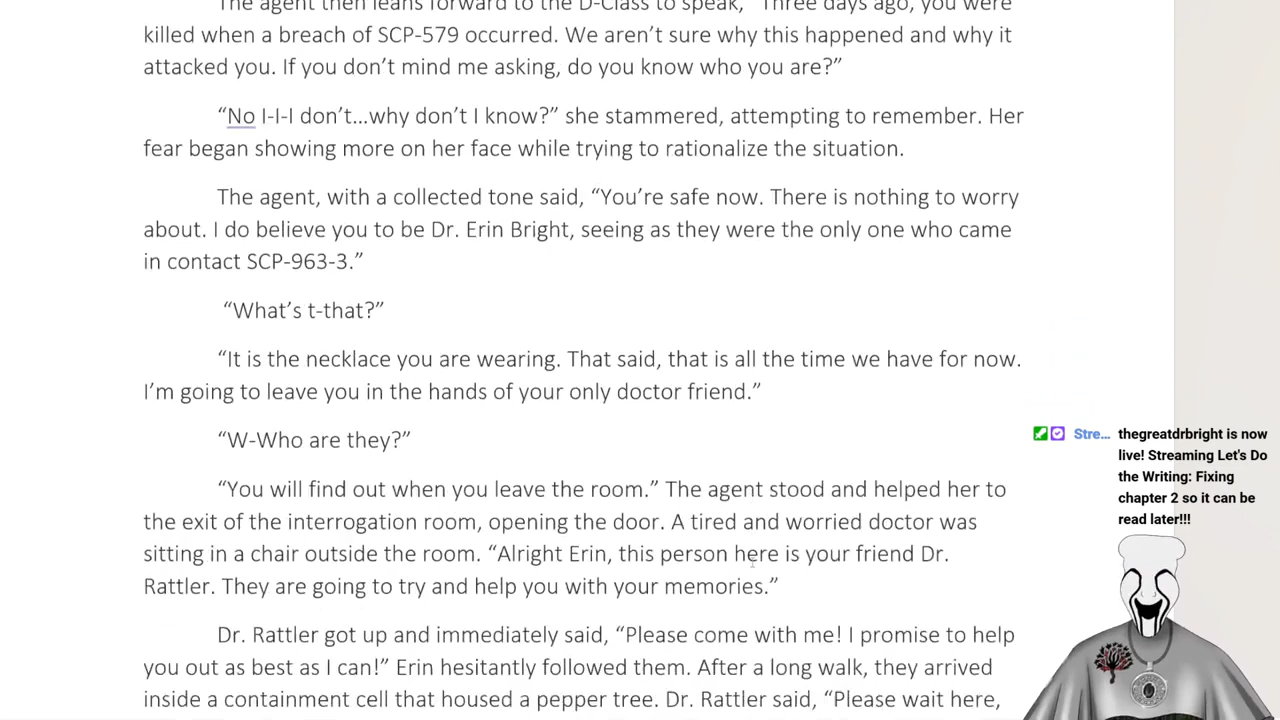 The agent then leans forward to the D-Class to speak, “Three days ago, you were
killed when a breach of SCP-579 occurred. We aren’t sure why this happened and why it
attacked you. If you don’t mind me asking, do you know who you are?”
“No I-I-I don’t…why don’t I know?” she stammered, attempting to remember. Her
fear began showing more on her face while trying to rationalize the situation.
The agent, with a collected tone said, “You’re safe now. There is nothing to worry
about. I do believe you to be Dr. Erin Bright, seeing as they were the only one who came
in contact SCP-963-3.”
“What’s t-that?”
“It is the necklace you are wearing. That said, that is all the time we have for now.
I’m going to leave you in the hands of your only doctor friend.”
“W-Who are they?”
“You will find out when you leave the room.” The agent stood and helped her to
the exit of the interrogation room, opening the door. A tired and worried doctor was
sitting in a chair outside the room. “Alright Erin, this person here is your friend Dr.
Rattler. They are going to try and help you with your memories.”
Dr. Rattler got up and immediately said, “Please come with me! I promise to help
you out as best as I can!” Erin hesitantly followed them. After a long walk, they arrived
inside a containment cell that housed a pepper tree. Dr. Rattler said, “Please wait here,
Stre... thegreatdrbright is now
live! Streaming Let's Do
the Writing: Fixing
chapter 2 so it can be
read later!!!